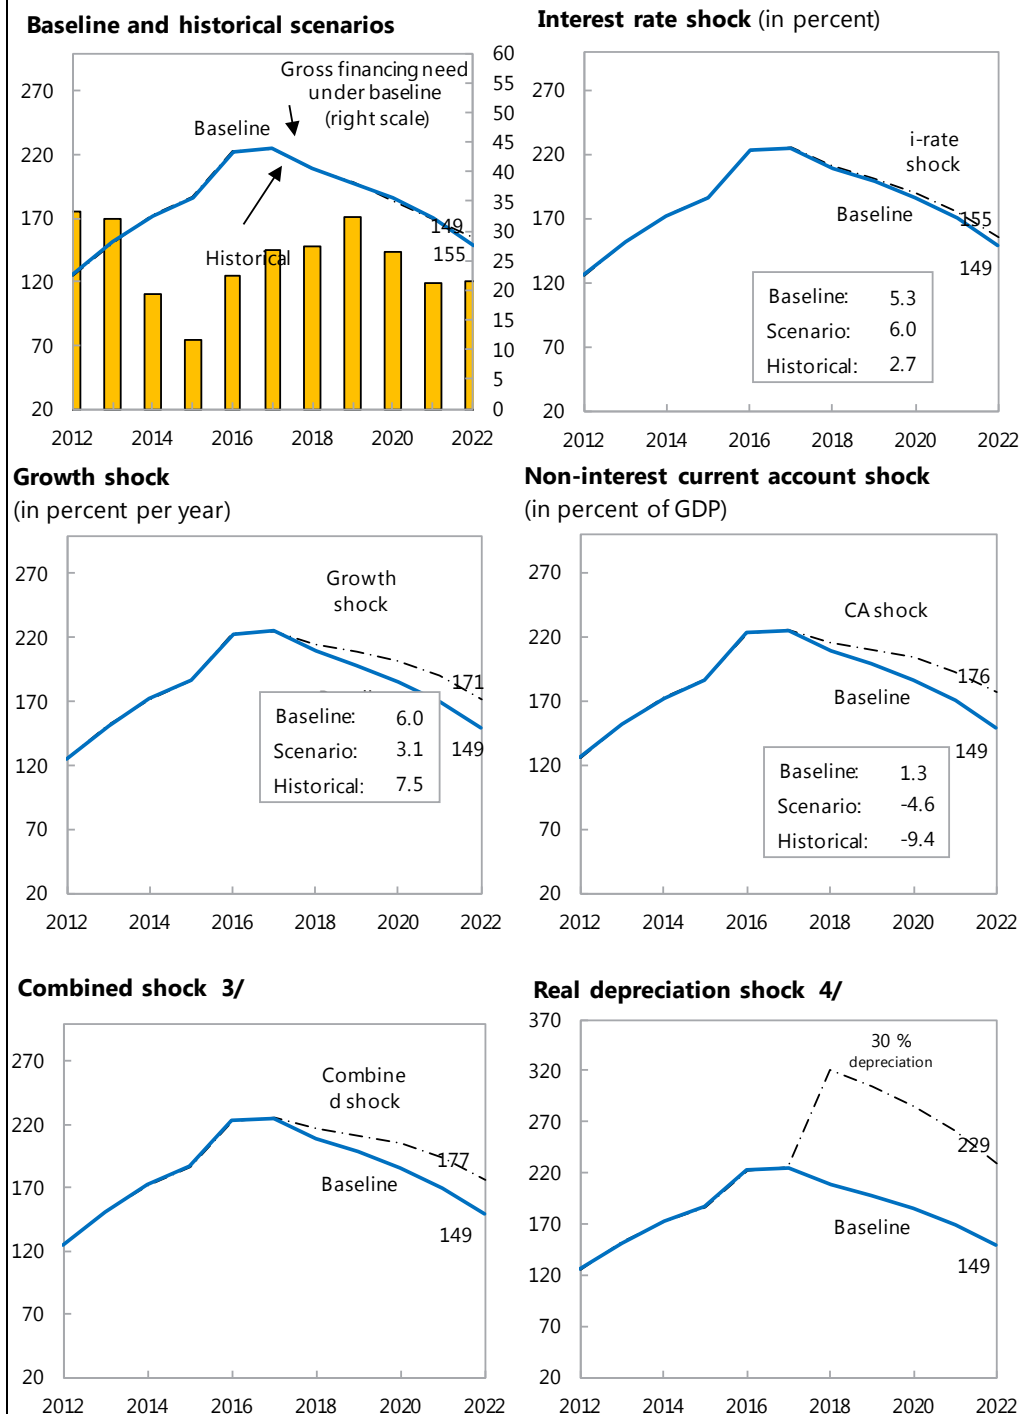 Baseline and historical scenarios
60
55
50
45
40
35
30
25
20
15
10
5
0
270
220
170
120
70
20
Gross financing need
under baseline
(right scale)
Baseline
Historical
149
155
2012 2014 2016 2018 2020 2022
Interest rate shock (in percent)
270
220
170
120
70
20
i-rate
shock
Baseline
155
149
Baseline: 5.3
Scenario: 6.0
Historical: 2.7
2012 2014 2016 2018 2020 2022
Growth shock
(in percent per year)
270
220
170
120
70
20
Growth
shock
171
149
Baseline: 6.0
Scenario: 3.1
Historical: 7.5
2012 2014 2016 2018 2020 2022
Non-interest current account shock
(in percent of GDP)
270
220
170
120
70
20
CA shock
176
Baseline
149
Baseline: 1.3
Scenario: -4.6
Historical: -9.4
2012 2014 2016 2018 2020 2022
Combined shock 3/
270
220
170
120
70
20
Combine
d shock
177
Baseline
149
2012 2014 2016 2018 2020 2022
Real depreciation shock 4/
370
320
270
220
170
120
70
20
30 %
depreciation
229
Baseline
149
2012 2014 2016 2018 2020 2022